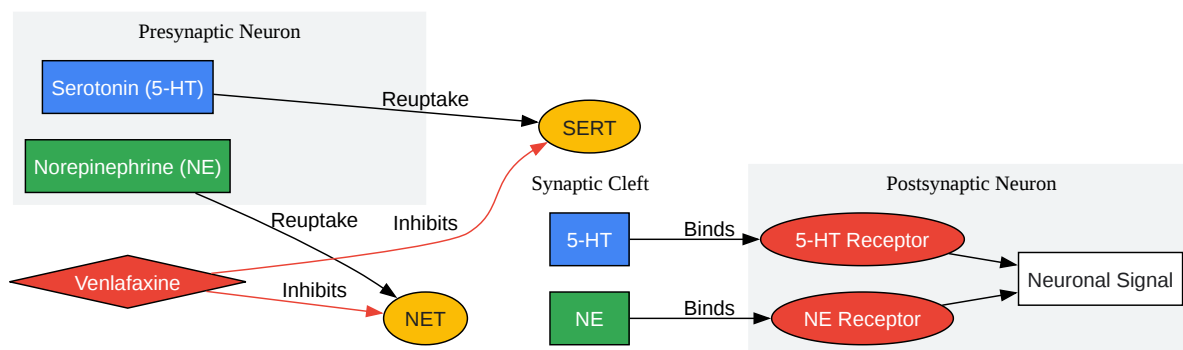 Presynaptic Neuron
Serotonin (5-HT)
Reuptake
SERT
Norepinephrine (NE)
Synaptic Cleft
Postsynaptic Neuron
Reuptake
Inhibits
5-HT
Binds
5-HT Receptor
Venlafaxine
Inhibits
Neuronal Signal
NET
NE
Binds
NE Receptor